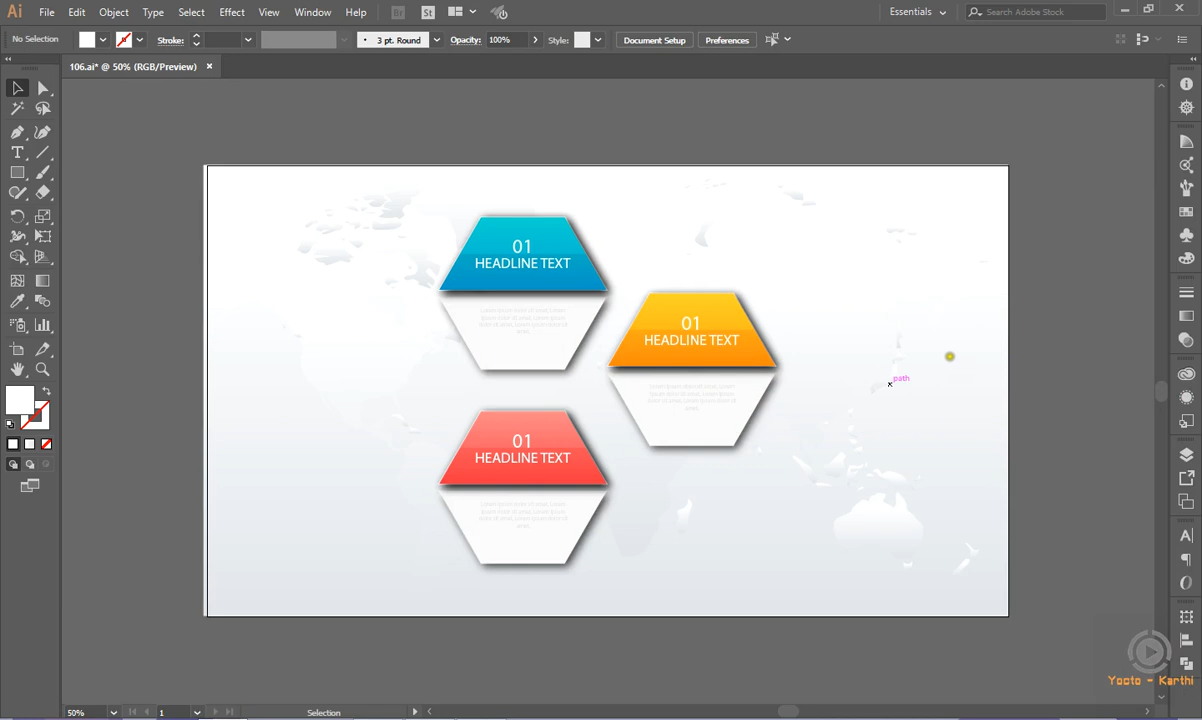 Ai File Edit Object Type Select Effect View Window Help Br St Essentials Search Adobe Stock
No Selection Stroke: 3 pt. Round Opacity: 100% Style: Document Setup Preferences
106.ai* @ 50% (RGB/Preview)
01
HEADLINE TEXT
01
HEADLINE TEXT
path
01
HEADLINE TEXT
Yooto - Karthi
50% 1 Selection